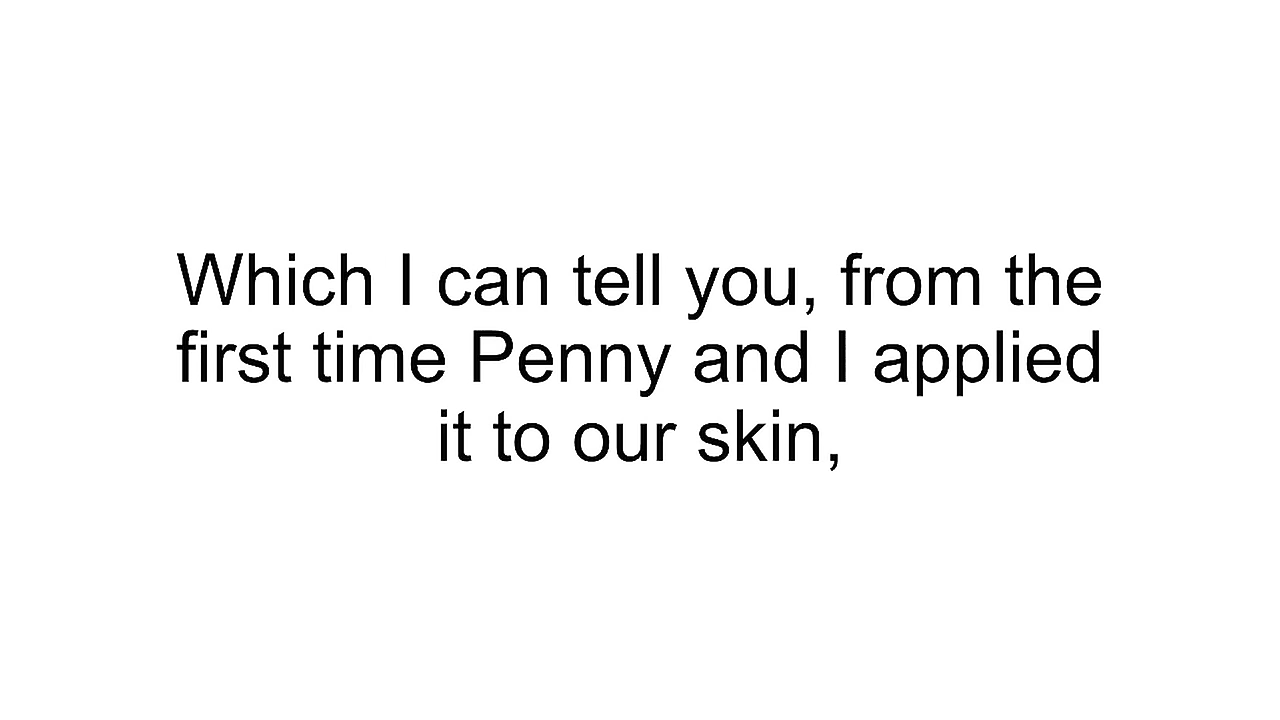 Which I can tell you, from the
first time Penny and I applied
it to our skin,